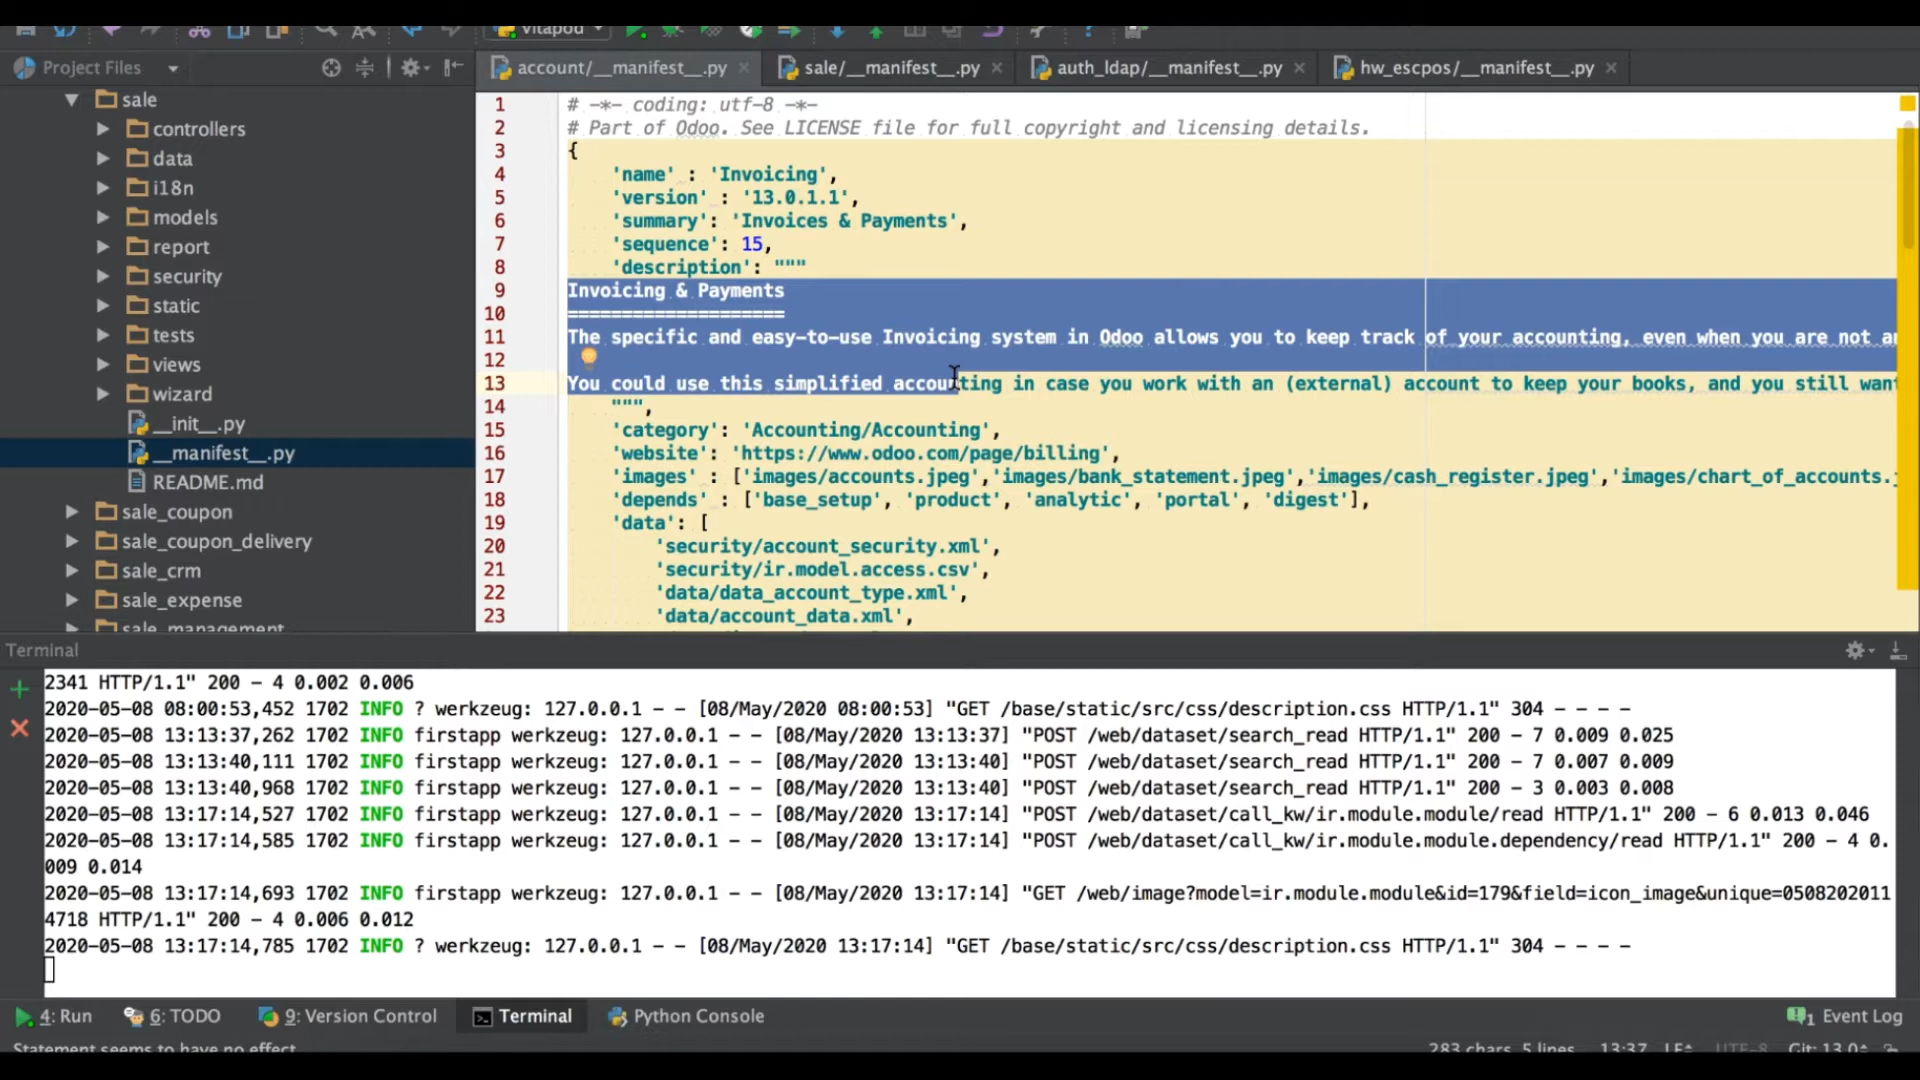 Vitapod
Project Files
account/__manifest__.py
sale/__manifest__.py
auth_ldap/__manifest__.py
hw_escpos/__manifest__.py
sale
controllers
data
i18n
models
report
security
static
tests
views
wizard
__init__.py
__manifest__.py
README.md
sale_coupon
sale_coupon_delivery
sale_crm
sale_expense
sale_management
1 # -*- coding: utf-8 -*-
2 # Part of Odoo. See LICENSE file for full copyright and licensing details.
3 {
4 'name' : 'Invoicing',
5 'version' : '13.0.1.1',
6 'summary': 'Invoices & Payments',
7 'sequence': 15,
8 'description': """
9 Invoicing & Payments
10 ====================
11 The specific and easy-to-use Invoicing system in Odoo allows you to keep track of your accounting, even when you are not an
12
13 You could use this simplified accounting in case you work with an (external) account to keep your books, and you still want
14 """,
15 'category': 'Accounting/Accounting',
16 'website': 'https://www.odoo.com/page/billing',
17 'images' : ['images/accounts.jpeg','images/bank_statement.jpeg','images/cash_register.jpeg','images/chart_of_accounts.
18 'depends' : ['base_setup', 'product', 'analytic', 'portal', 'digest'],
19 'data': [
20 'security/account_security.xml',
21 'security/ir.model.access.csv',
22 'data/data_account_type.xml',
23 'data/account_data.xml',
Terminal
2341 HTTP/1.1" 200 - 4 0.002 0.006
2020-05-08 08:00:53,452 1702 INFO ? werkzeug: 127.0.0.1 - - [08/May/2020 08:00:53] "GET /base/static/src/css/description.css HTTP/1.1" 304 - - - -
2020-05-08 13:13:37,262 1702 INFO firstapp werkzeug: 127.0.0.1 - - [08/May/2020 13:13:37] "POST /web/dataset/search_read HTTP/1.1" 200 - 7 0.009 0.025
2020-05-08 13:13:40,111 1702 INFO firstapp werkzeug: 127.0.0.1 - - [08/May/2020 13:13:40] "POST /web/dataset/search_read HTTP/1.1" 200 - 7 0.007 0.009
2020-05-08 13:13:40,968 1702 INFO firstapp werkzeug: 127.0.0.1 - - [08/May/2020 13:13:40] "POST /web/dataset/search_read HTTP/1.1" 200 - 3 0.003 0.008
2020-05-08 13:17:14,527 1702 INFO firstapp werkzeug: 127.0.0.1 - - [08/May/2020 13:17:14] "POST /web/dataset/call_kw/ir.module.module/read HTTP/1.1" 200 - 6 0.013 0.046
2020-05-08 13:17:14,585 1702 INFO firstapp werkzeug: 127.0.0.1 - - [08/May/2020 13:17:14] "POST /web/dataset/call_kw/ir.module.module.dependency/read HTTP/1.1" 200 - 4 0.
009 0.014
2020-05-08 13:17:14,693 1702 INFO firstapp werkzeug: 127.0.0.1 - - [08/May/2020 13:17:14] "GET /web/image?model=ir.module.module&id=179&field=icon_image&unique=0508202011
4718 HTTP/1.1" 200 - 4 0.006 0.012
2020-05-08 13:17:14,785 1702 INFO ? werkzeug: 127.0.0.1 - - [08/May/2020 13:17:14] "GET /base/static/src/css/description.css HTTP/1.1" 304 - - - -
4: Run
6: TODO
9: Version Control
Terminal
Python Console
1 Event Log
Statement seems to have no effect
283 chars, 5 lines 13:37 LF UTF-8 Git: 13.0